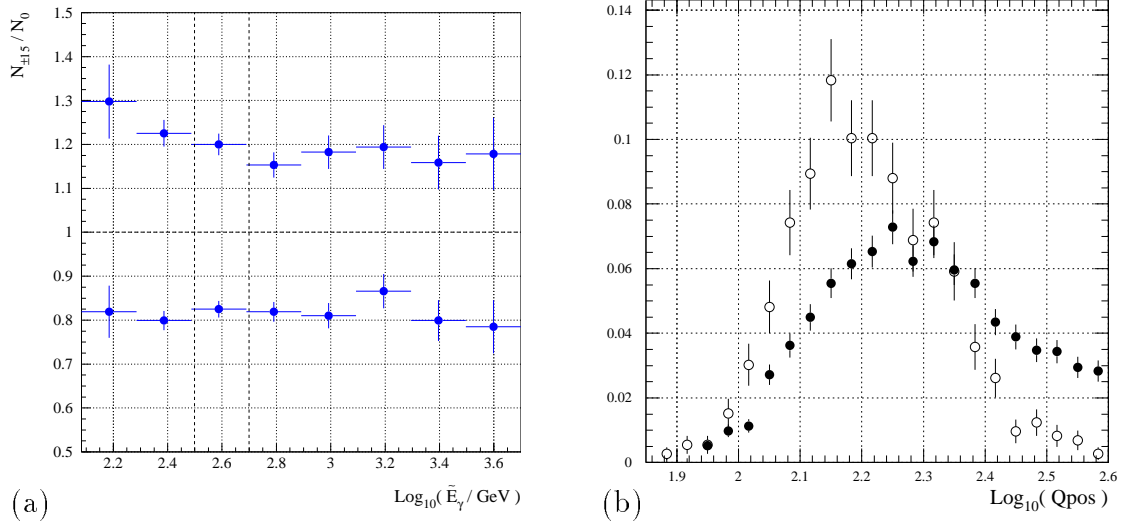 N±15 / N0
1.5
1.4
1.3
1.2
1.1
1
0.9
0.8
0.7
0.6
0.5
2.2 2.4 2.6 2.8 3 3.2 3.4 3.6
(a)
Log10( Ẽγ / GeV )
0.14
0.12
0.1
0.08
0.06
0.04
0.02
0
1.9 2 2.1 2.2 2.3 2.4 2.5 2.6
(b)
Log10( Qpos )